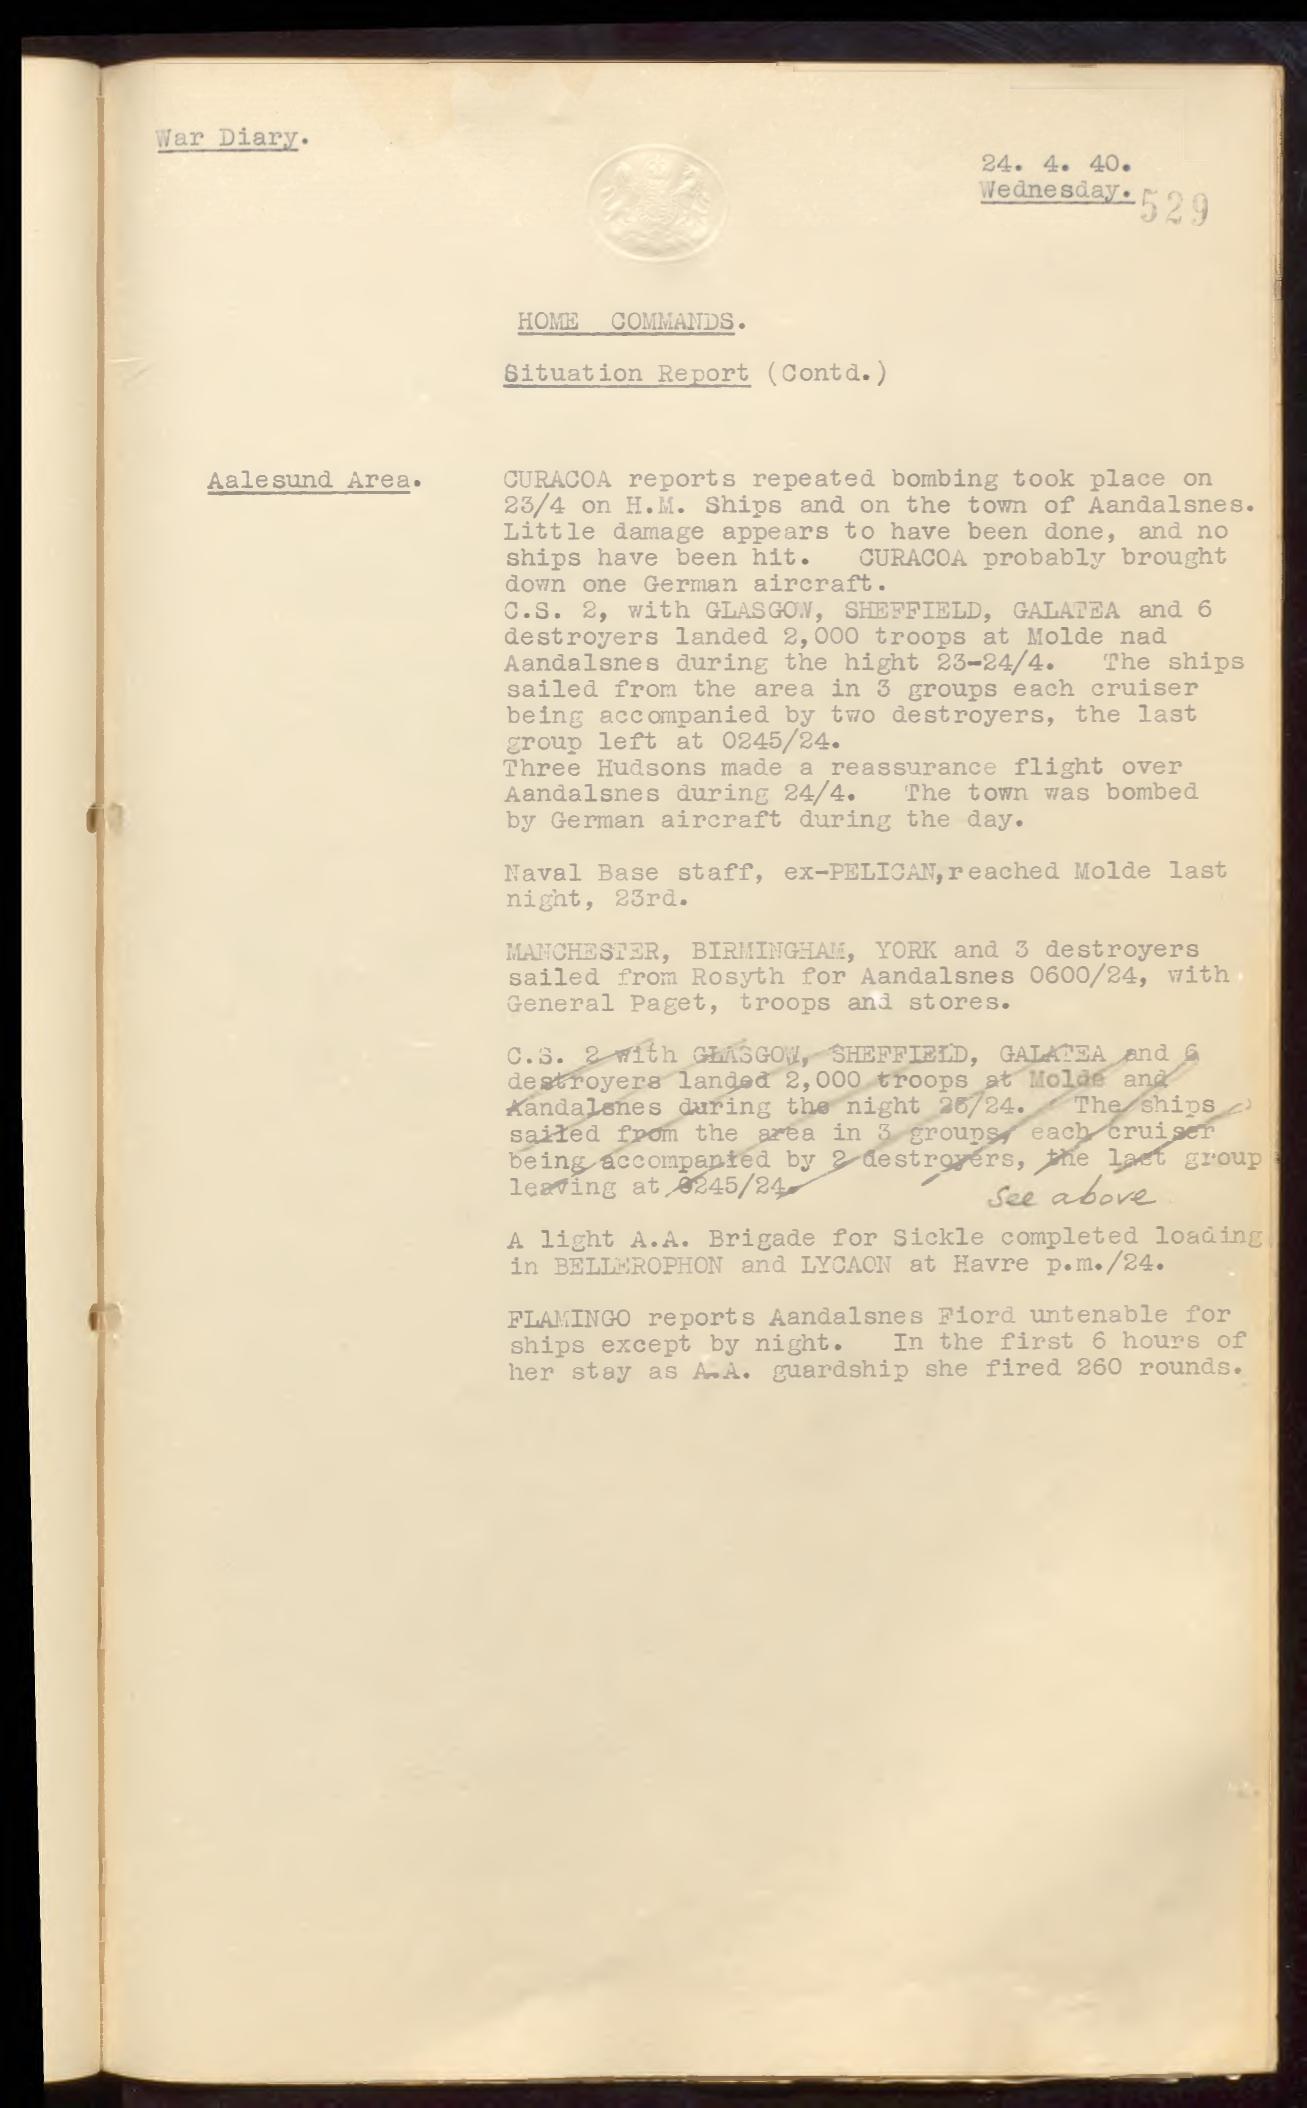 War Diary.
24. 4. 40.
Wednesday.
529
HOME COMMANDS.
Situation Report (Contd.)
Aalesund Area.
CURACOA reports repeated bombing took place on
23/4 on H.M. Ships and on the town of Aandalsnes.
Little damage appears to have been done, and no
ships have been hit. CURACOA probably brought
down one German aircraft.
C.S. 2, with GLASGOW, SHEFFIELD, GALATEA and 6
destroyers landed 2,000 troops at Molde nad
Aandalsnes during the hight 23-24/4. The ships
sailed from the area in 3 groups each cruiser
being accompanied by two destroyers, the last
group left at 0245/24.
Three Hudsons made a reassurance flight over
Aandalsnes during 24/4. The town was bombed
by German aircraft during the day.
Naval Base staff, ex-PELICAN, reached Molde last
night, 23rd.
MANCHESTER, BIRMINGHAM, YORK and 3 destroyers
sailed from Rosyth for Aandalsnes 0600/24, with
General Paget, troops and stores.
C.S. 2 with GLASGOW, SHEFFIELD, GALATEA and 6
destroyers landed 2,000 troops at Molde and
Aandalsnes during the night 23/24. The ships
sailed from the area in 3 groups, each cruiser
being accompanied by 2 destroyers, the last group
leaving at 0245/24.
See above
A light A.A. Brigade for Sickle completed loading
in BELLEROPHON and LYCAON at Havre p.m./24.
FLAMINGO reports Aandalsnes Fiord untenable for
ships except by night. In the first 6 hours of
her stay as A.A. guardship she fired 260 rounds.